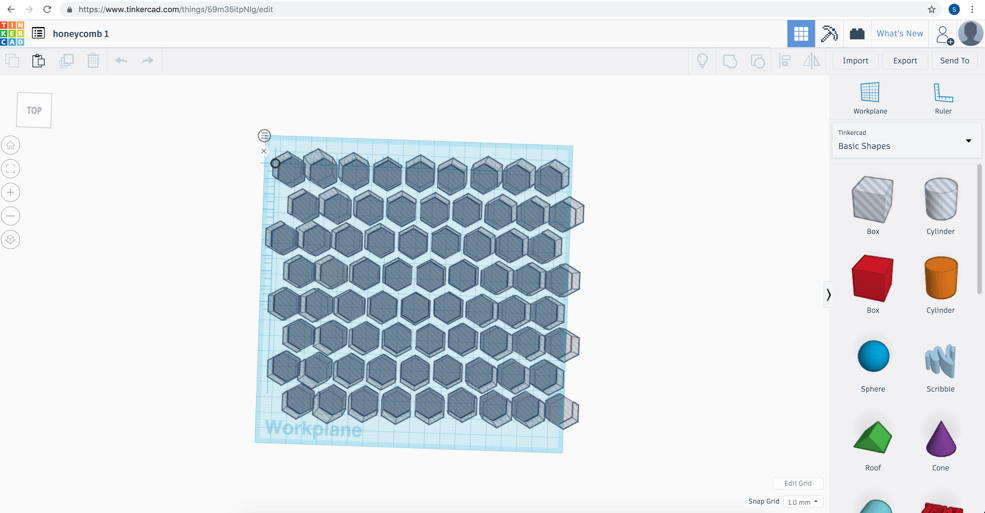 https://www.tinkercad.com/things/59m35itpNIg/edit
S
TIN
KER
CAD
honeycomb 1
What's New
Import
Export
Send To
TOP
Workplane
Ruler
Tinkercad
Basic Shapes
Box
Cylinder
Box
Cylinder
Sphere
Scribble
Roof
Cone
Workplane
Edit Grid
Snap Grid
1.0 mm